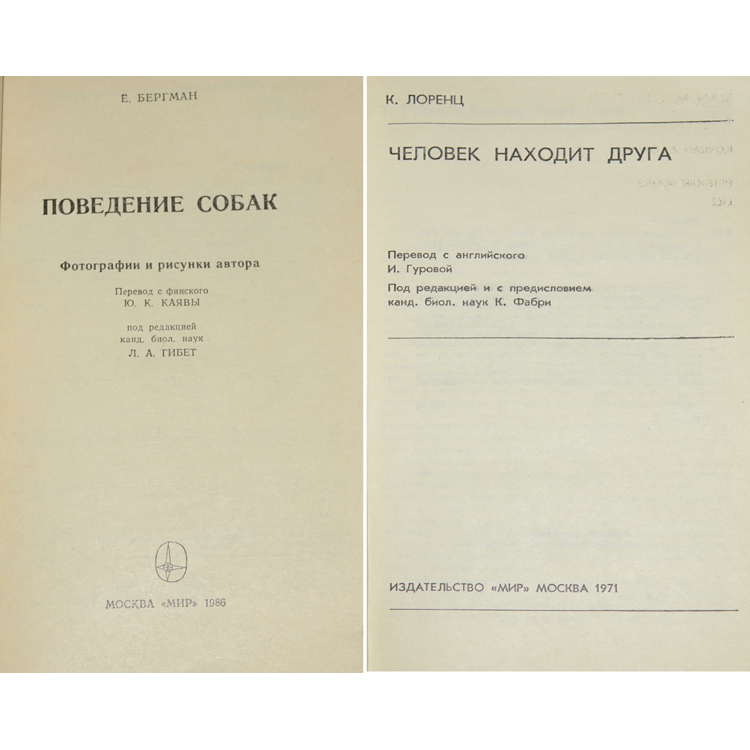 Е. БЕРГМАН
ПОВЕДЕНИЕ СОБАК
Фотографии и рисунки автора
Перевод с финского
Ю. К. КАЯВЫ
под редакцией
канд. биол. наук
Л. А. ГИБЕТ
МОСКВА «МИР» 1986
К. ЛОРЕНЦ
ЧЕЛОВЕК НАХОДИТ ДРУГА
Перевод с английского
И. Гуровой
Под редакцией и с предисловием
канд. биол. наук К. Фабри
ИЗДАТЕЛЬСТВО «МИР» МОСКВА 1971